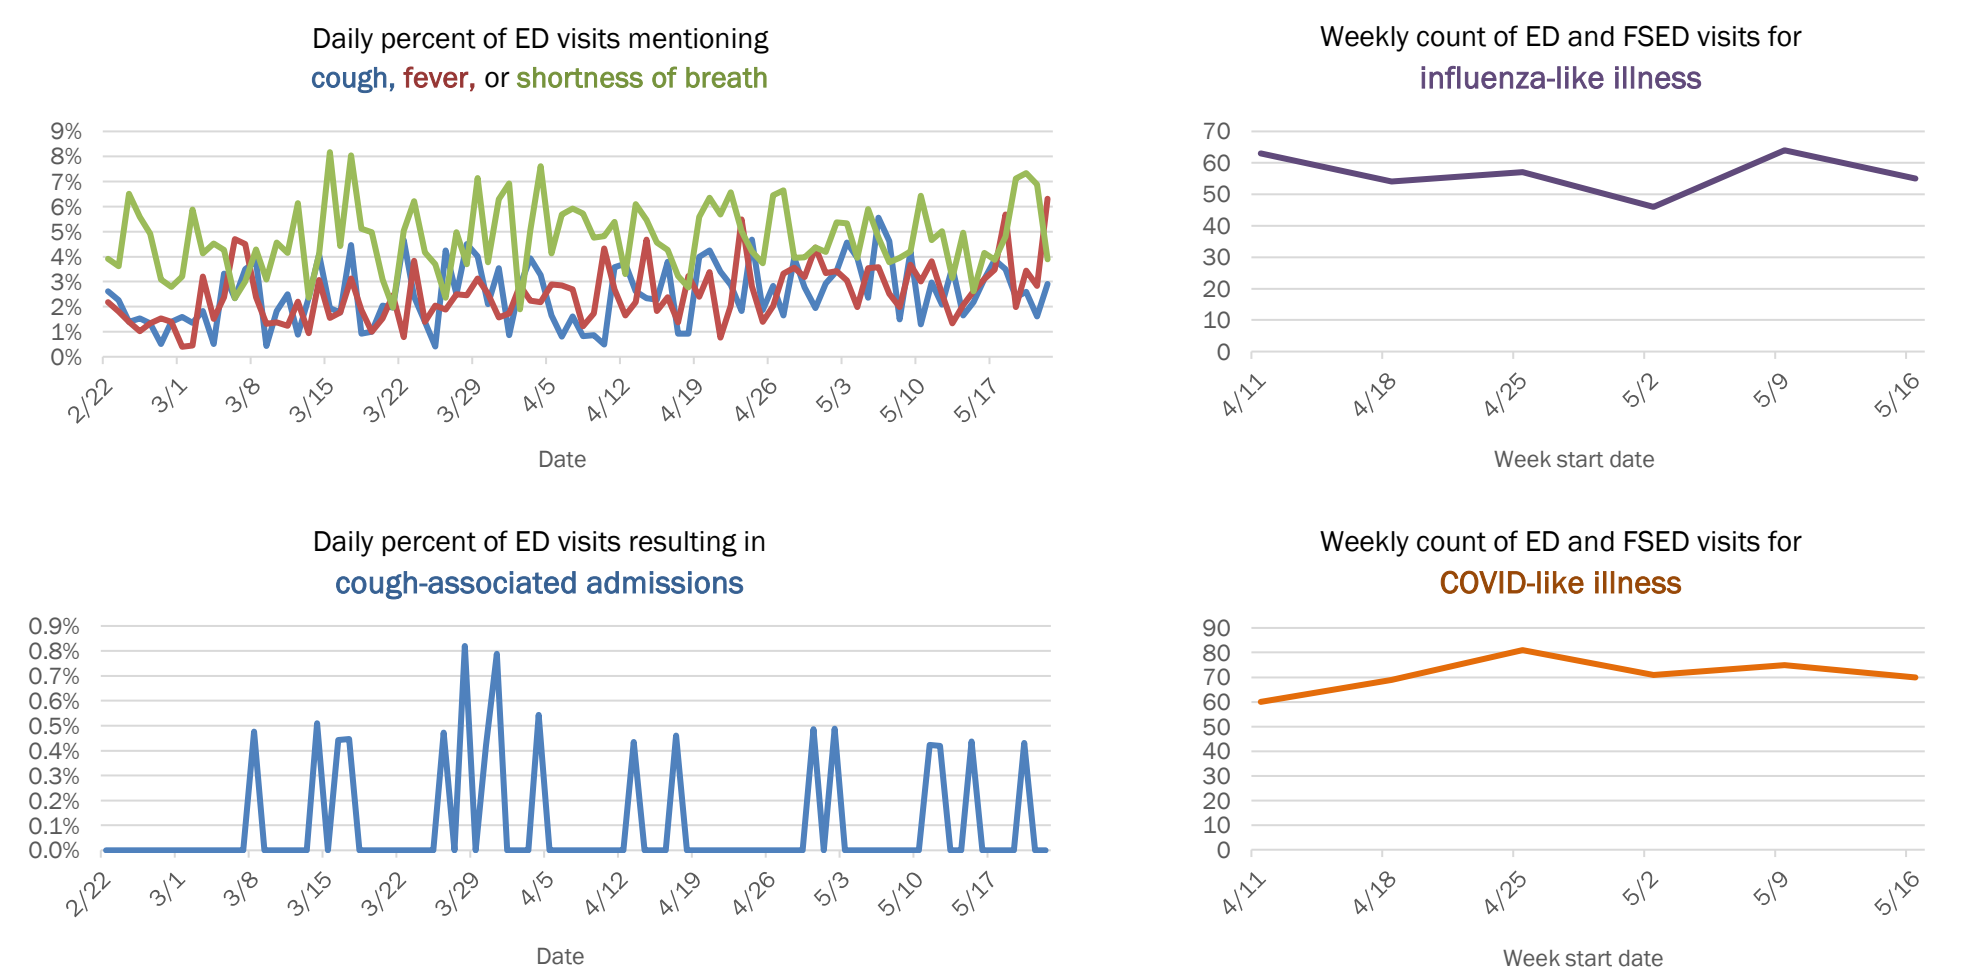 Daily percent of ED visits mentioning
cough, fever, or shortness of breath
9%
8%
7%
6%
5%
4%
3%
2%
1%
0%
2/22 3/1 3/8 3/15 3/22 3/29 4/5 4/12 4/19 4/26 5/3 5/10 5/17
Date
Weekly count of ED and FSED visits for
influenza-like illness
70
60
50
40
30
20
10
0
4/11 4/18 4/25 5/2 5/9 5/16
Week start date
Daily percent of ED visits resulting in
cough-associated admissions
0.9%
0.8%
0.7%
0.6%
0.5%
0.4%
0.3%
0.2%
0.1%
0.0%
2/22 3/1 3/8 3/15 3/22 3/29 4/5 4/12 4/19 4/26 5/3 5/10 5/17
Date
Weekly count of ED and FSED visits for
COVID-like illness
90
80
70
60
50
40
30
20
10
0
4/11 4/18 4/25 5/2 5/9 5/16
Week start date